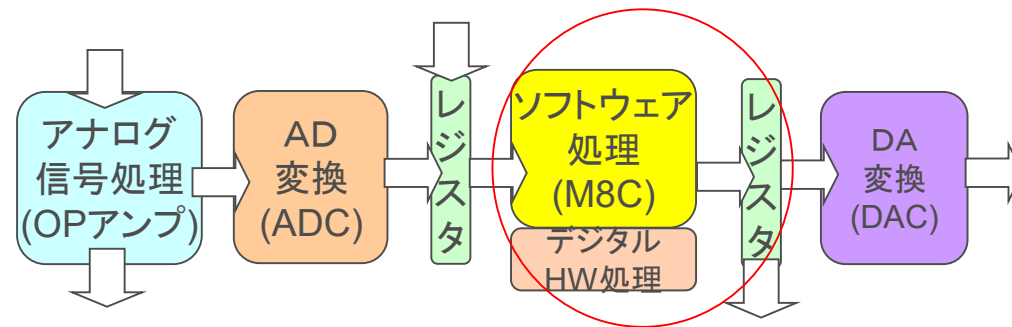 アナログ
信号処理
(OPアンプ)
AD
変換
(ADC)
レジスタ
ソフトウェア
処理
(M8C)
デジタル
HW処理
レジスタ
DA
変換
(DAC)